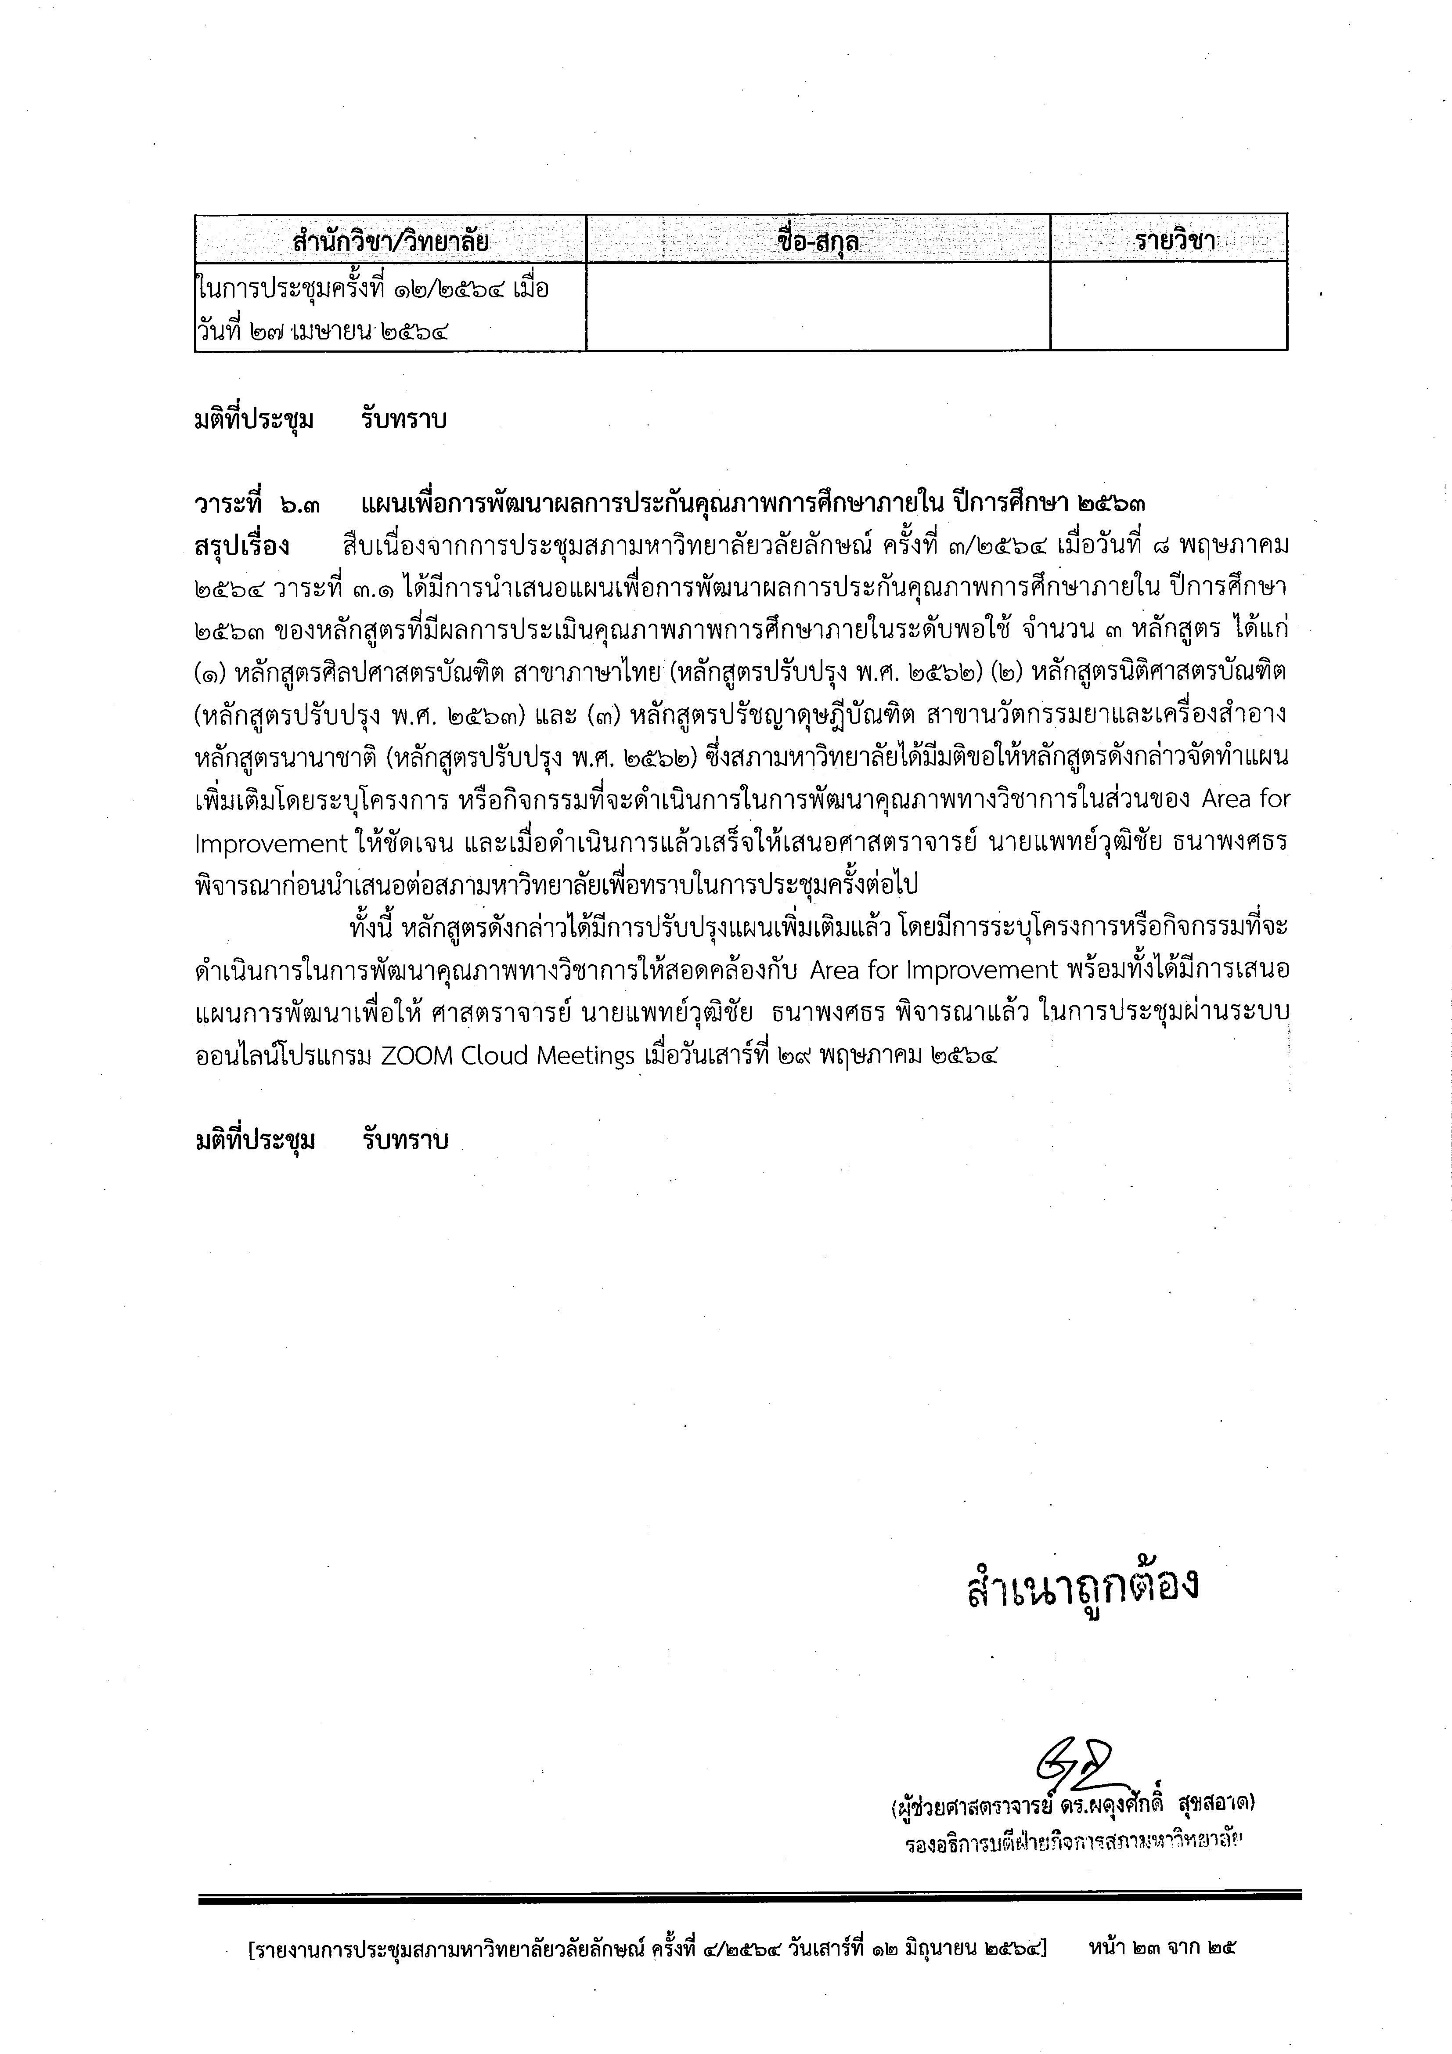 สำนักวิชา/วิทยาลัย ชื่อ-สกุล รายวิชา
ในการประชุมครั้งที่ ๑๒/๒๕๖๔ เมื่อ
วันที่ ๒๗ เมษายน ๒๕๖๔
มติที่ประชุม รับทราบ
วาระที่ ๖.๓ แผนเพื่อการพัฒนาผลการประกันคุณภาพการศึกษาภายใน ปีการศึกษา ๒๕๖๓
สรุปเรื่อง สืบเนื่องจากการประชุมสภามหาวิทยาลัยวลัยลักษณ์ ครั้งที่ ๓/๒๕๖๔ เมื่อวันที่ ๘ พฤษภาคม
๒๕๖๔ วาระที่ ๓.๑ ได้มีการนำเสนอแผนเพื่อการพัฒนาผลการประกันคุณภาพการศึกษาภายใน ปีการศึกษา
๒๕๖๓ ของหลักสูตรที่มีผลการประเมินคุณภาพภาพการศึกษาภายในระดับพอใช้ จำนวน ๓ หลักสูตร ได้แก่
(๑) หลักสูตรศิลปศาสตรบัณฑิต สาขาภาษาไทย (หลักสูตรปรับปรุง พ.ศ. ๒๕๖๒) (๒) หลักสูตรนิติศาสตรบัณฑิต
(หลักสูตรปรับปรุง พ.ศ. ๒๕๖๓) และ (๓) หลักสูตรปรัชญาดุษฎีบัณฑิต สาขานวัตกรรมยาและเครื่องสำอาง
หลักสูตรนานาชาติ (หลักสูตรปรับปรุง พ.ศ. ๒๕๖๒) ซึ่งสภามหาวิทยาลัยได้มีมติขอให้หลักสูตรดังกล่าวจัดทำแผน
เพิ่มเติมโดยระบุโครงการ หรือกิจกรรมที่จะดำเนินการในการพัฒนาคุณภาพทางวิชาการในส่วนของ Area for
Improvement ให้ชัดเจน และเมื่อดำเนินการแล้วเสร็จให้เสนอศาสตราจารย์ นายแพทย์วุฒิชัย ธนาพงศธร
พิจารณาก่อนนำเสนอต่อสภามหาวิทยาลัยเพื่อทราบในการประชุมครั้งต่อไป
ทั้งนี้ หลักสูตรดังกล่าวได้มีการปรับปรุงแผนเพิ่มเติมแล้ว โดยมีการระบุโครงการหรือกิจกรรมที่จะ
ดำเนินการในการพัฒนาคุณภาพทางวิชาการให้สอดคล้องกับ Area for Improvement พร้อมทั้งได้มีการเสนอ
แผนการพัฒนาเพื่อให้ ศาสตราจารย์ นายแพทย์วุฒิชัย ธนาพงศธร พิจารณาแล้ว ในการประชุมผ่านระบบ
ออนไลน์โปรแกรม ZOOM Cloud Meetings เมื่อวันเสาร์ที่ ๒๙ พฤษภาคม ๒๕๖๔
มติที่ประชุม รับทราบ
สำเนาถูกต้อง
(ผู้ช่วยศาสตราจารย์ ดร.ผดุงศักดิ์ สุขสอาด)
รองอธิการบดีฝ่ายกิจการสภามหาวิทยาลัย
[รายงานการประชุมสภามหาวิทยาลัยวลัยลักษณ์ ครั้งที่ ๔/๒๕๖๔ วันเสาร์ที่ ๑๒ มิถุนายน ๒๕๖๔] หน้า ๒๓ จาก ๒๕